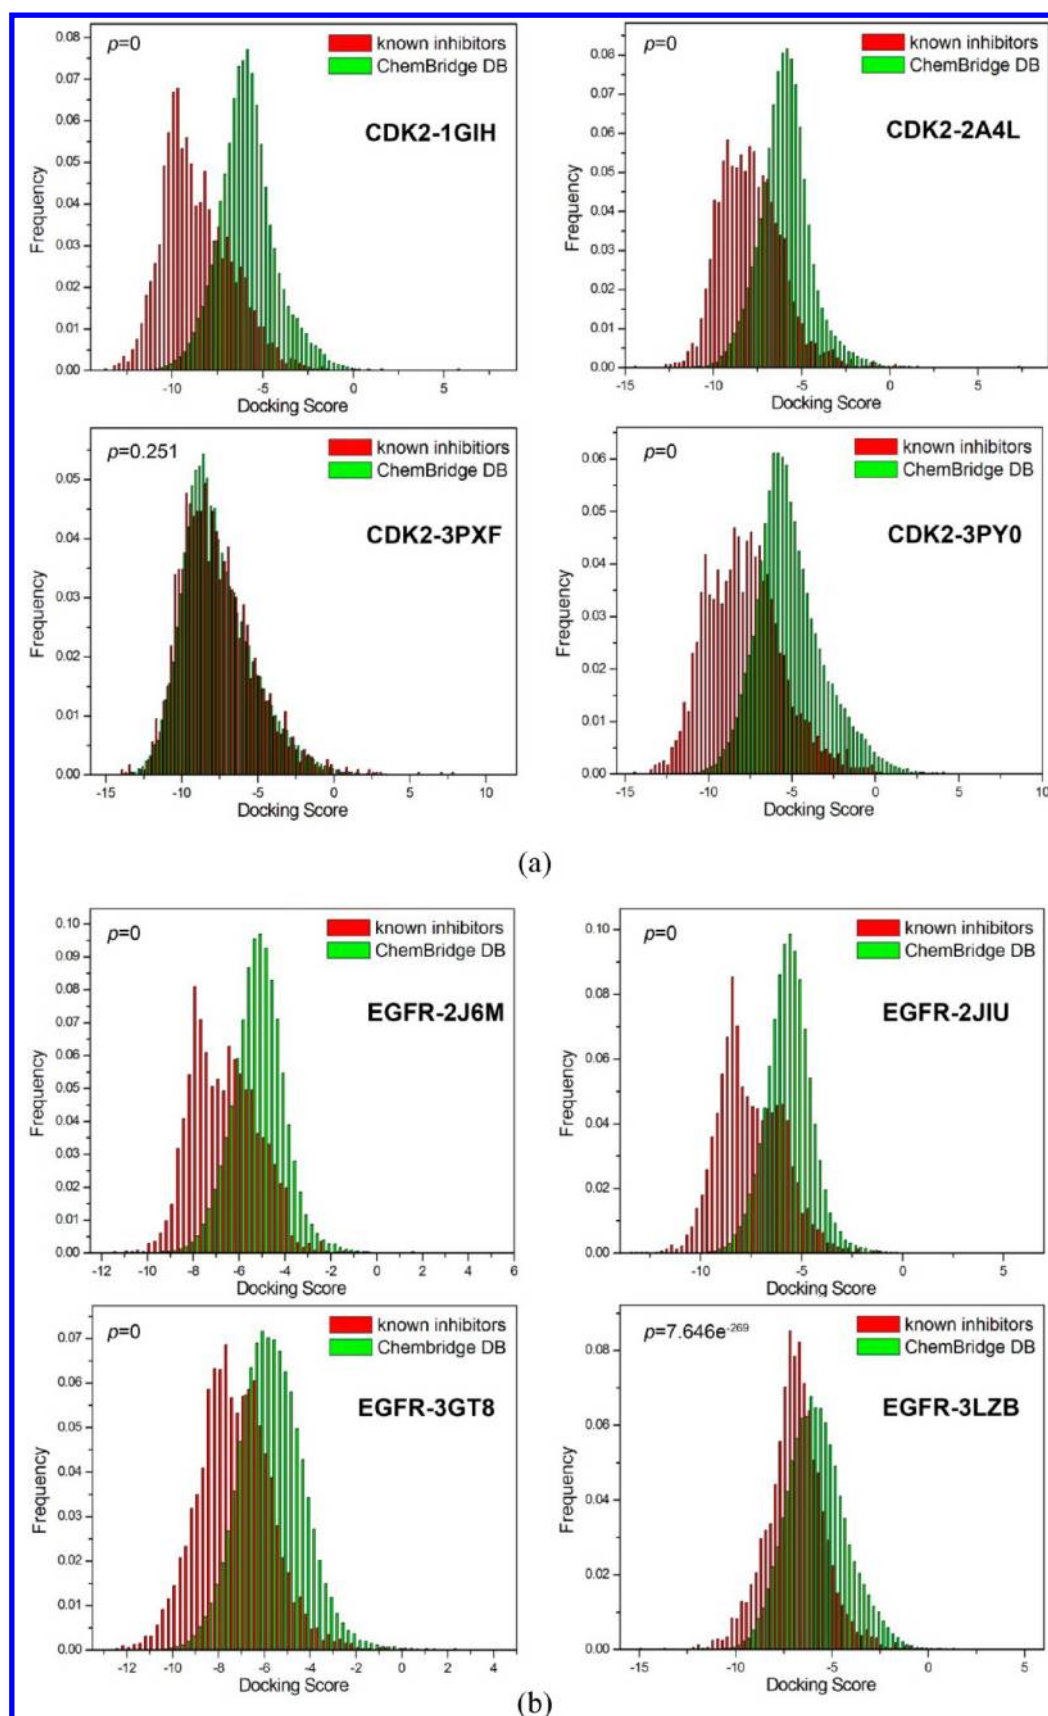 p=0
known inhibitors
ChemBridge DB
CDK2-1GIH
Frequency
0.08
0.07
0.06
0.05
0.04
0.03
0.02
0.01
0.00
-10
-5
0
5
Docking Score
p=0
known inhibitors
ChemBridge DB
CDK2-2A4L
Frequency
0.08
0.07
0.06
0.05
0.04
0.03
0.02
0.01
0.00
-15
-10
-5
0
5
Docking Score
p=0.251
known inhibitiors
ChemBridge DB
CDK2-3PXF
Frequency
0.05
0.04
0.03
0.02
0.01
0.00
-15
-10
-5
0
5
10
Docking Score
p=0
known inhibitors
ChemBridge DB
CDK2-3PY0
Frequency
0.06
0.05
0.04
0.03
0.02
0.01
0.00
-15
-10
-5
0
5
10
Docking Score
(a)
p=0
known inhibitors
ChemBridge DB
EGFR-2J6M
Frequency
0.10
0.09
0.08
0.07
0.06
0.05
0.04
0.03
0.02
0.01
0.00
-12
-10
-8
-6
-4
-2
0
2
4
6
Docking Score
p=0
known inhibitors
ChemBridge DB
EGFR-2JIU
Frequency
0.10
0.08
0.06
0.04
0.02
0.00
-10
-5
0
5
Docking Score
p=0
known inhibitors
Chembridge DB
EGFR-3GT8
Frequency
0.07
0.06
0.05
0.04
0.03
0.02
0.01
0.00
-12
-10
-8
-6
-4
-2
0
2
4
Docking Score
p=7.646e-269
known inhibitors
ChemBridge DB
EGFR-3LZB
Frequency
0.08
0.06
0.04
0.02
0.00
-15
-10
-5
0
5
Docking Score
(b)